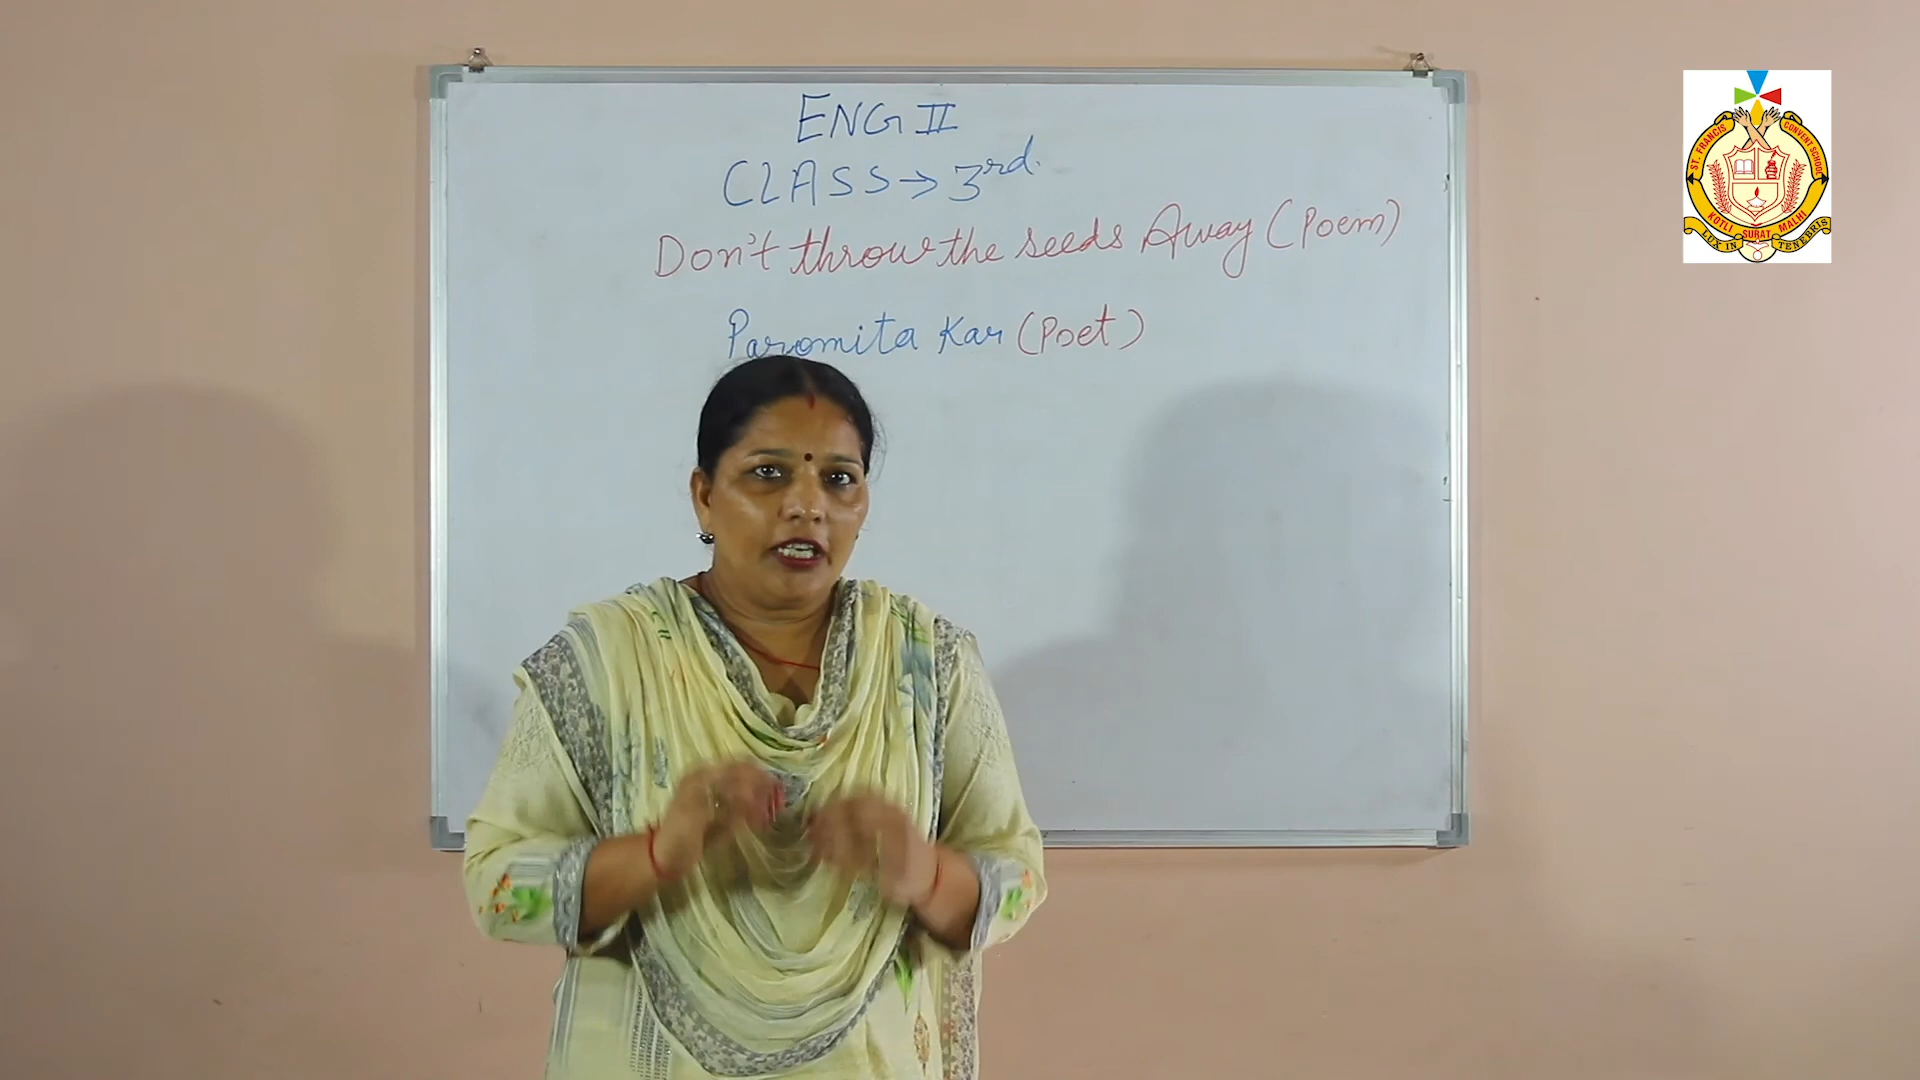 ENG II
CLASS → 3rd.
Don't throw the seeds Away (Poem)
Paromita Kar (Poet)
ST. FRANCIS CONVENT SCHOOL
KOTLI SURAT MALHI
LUX IN TENEBRIS